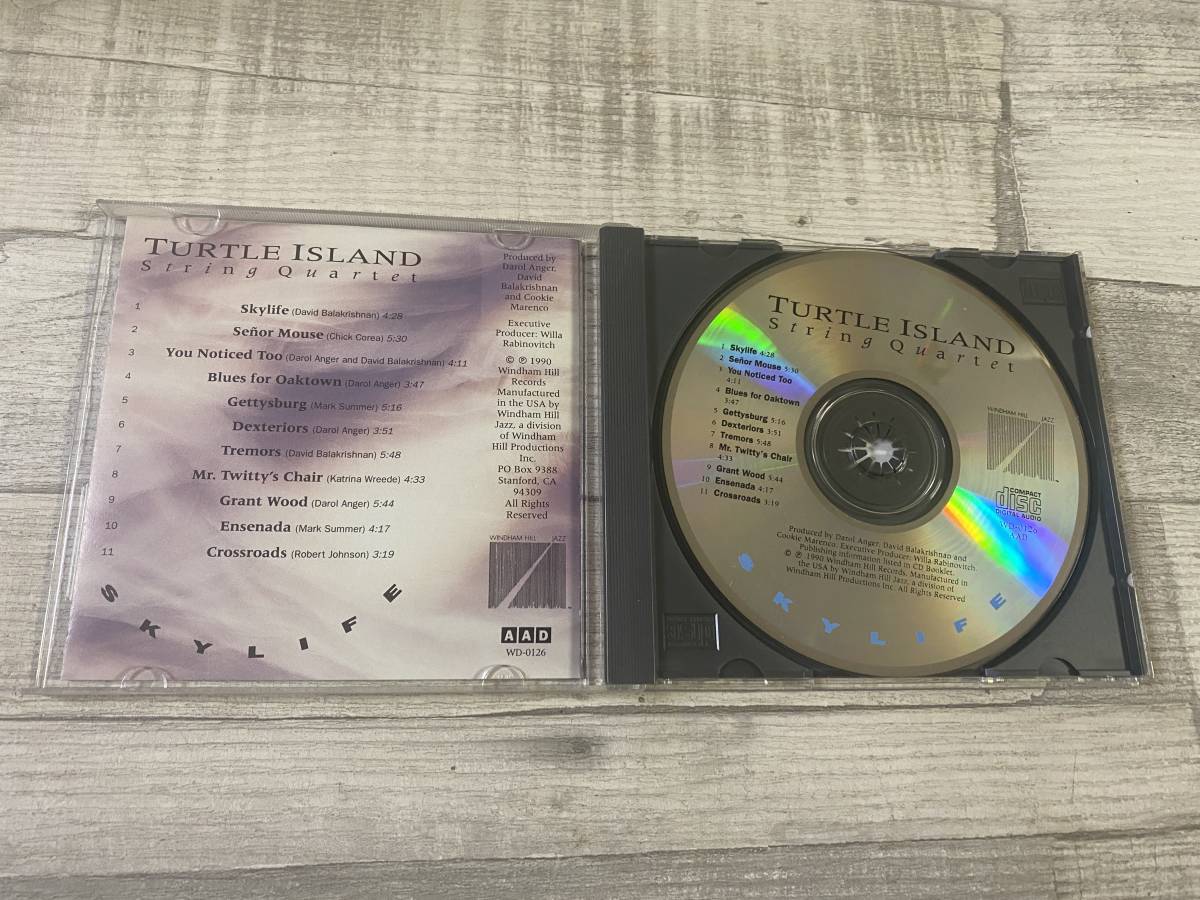 TURTLE ISLAND
String Quartet
1 Skylife (David Balakrishnan) 4:28
2 Señor Mouse (Chick Corea) 5:30
3 You Noticed Too (Darol Anger and David Balakrishnan) 4:11
4 Blues for Oaktown (Darol Anger) 3:47
5 Gettysburg (Mark Summer) 5:16
6 Dexteriors (Darol Anger) 3:51
7 Tremors (David Balakrishnan) 5:48
8 Mr. Twitty's Chair (Katrina Wreede) 4:33
9 Grant Wood (Darol Anger) 5:44
10 Ensenada (Mark Summer) 4:17
11 Crossroads (Robert Johnson) 3:19
SKYLIFE
Produced by
Darol Anger,
David
Balakrishnan
and Cookie
Marenco
Executive
Producer: Willa
Rabinovitch
© ℗ 1990
Windham Hill
Records
Manufactured
in the USA by
Windham Hill
Jazz, a division
of Windham
Hill Productions
Inc.
PO Box 9388
Stanford, CA
94309
All Rights
Reserved
WINDHAM HILL JAZZ
AAD
WD-0126
TURTLE ISLAND
String Quartet
1 Skylife 4:28
2 Señor Mouse 5:30
3 You Noticed Too
4:11
4 Blues for Oaktown
3:47
5 Gettysburg 5:16
6 Dexteriors 3:51
7 Tremors 5:48
8 Mr. Twitty's Chair
4:33
9 Grant Wood 5:44
10 Ensenada 4:17
11 Crossroads 3:19
WINDHAM HILL JAZZ
COMPACT
disc
DIGITAL AUDIO
WD-0126
AAD
Produced by Darol Anger, David Balakrishnan and
Cookie Marenco. Executive Producer: Willa Rabinovitch.
Publishing information listed in CD Booklet.
© ℗ 1990 Windham Hill Records. Manufactured in
the USA by Windham Hill Jazz, a division of
Windham Hill Productions Inc. All Rights Reserved
SKYLIFE